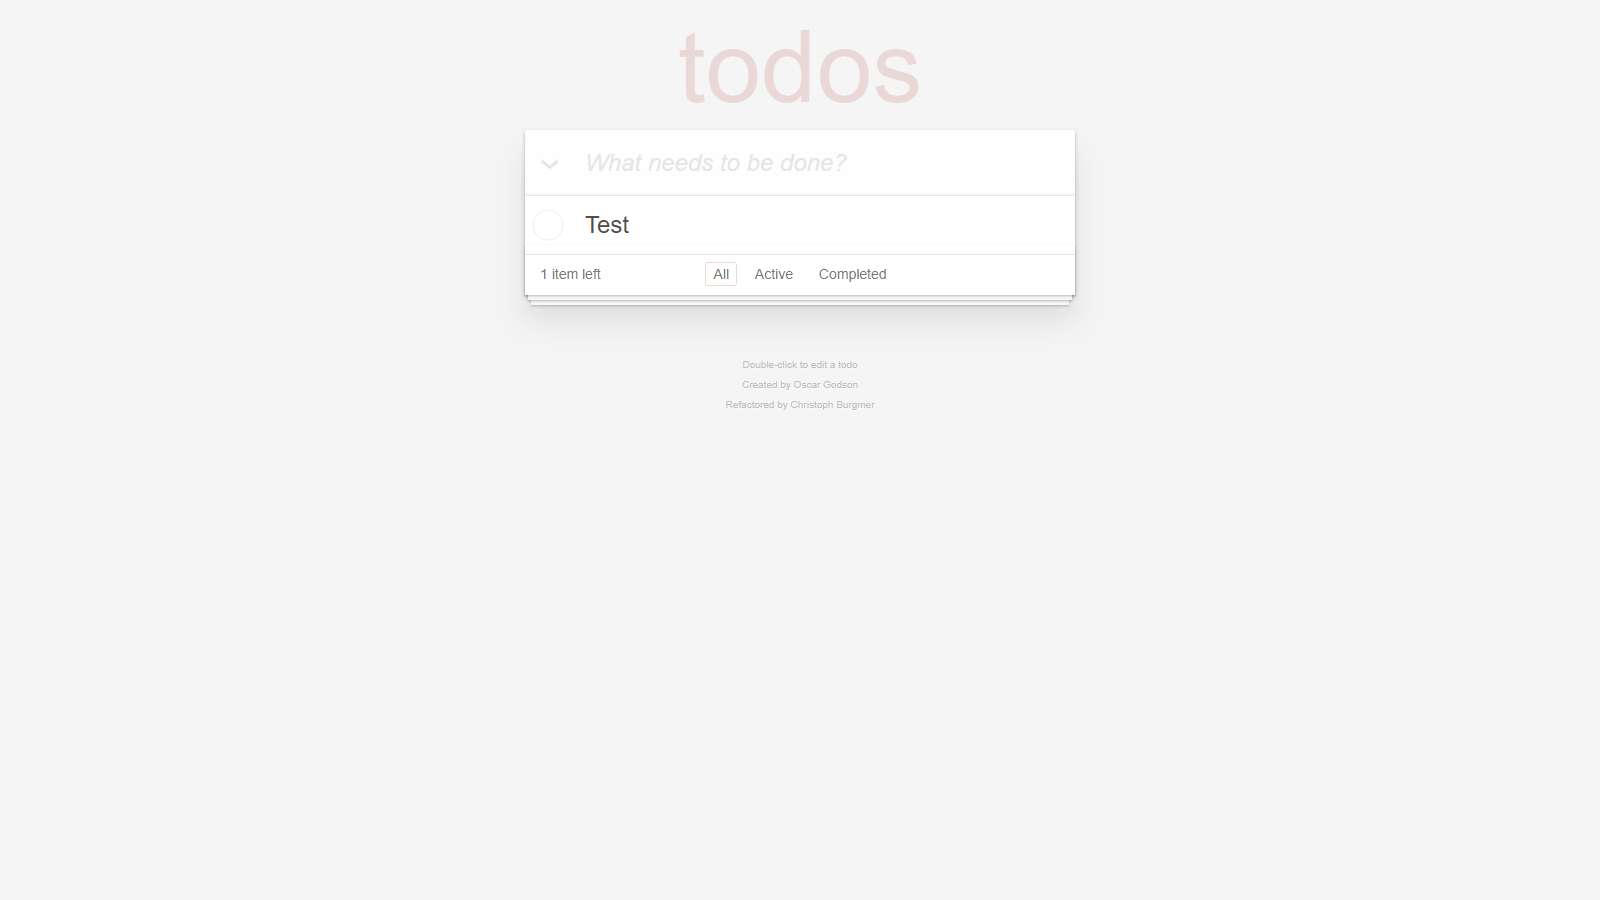 todos
What needs to be done?
Test
1 item left All Active Completed
Double-click to edit a todo
Created by Oscar Godson
Refactored by Christoph Burgmer